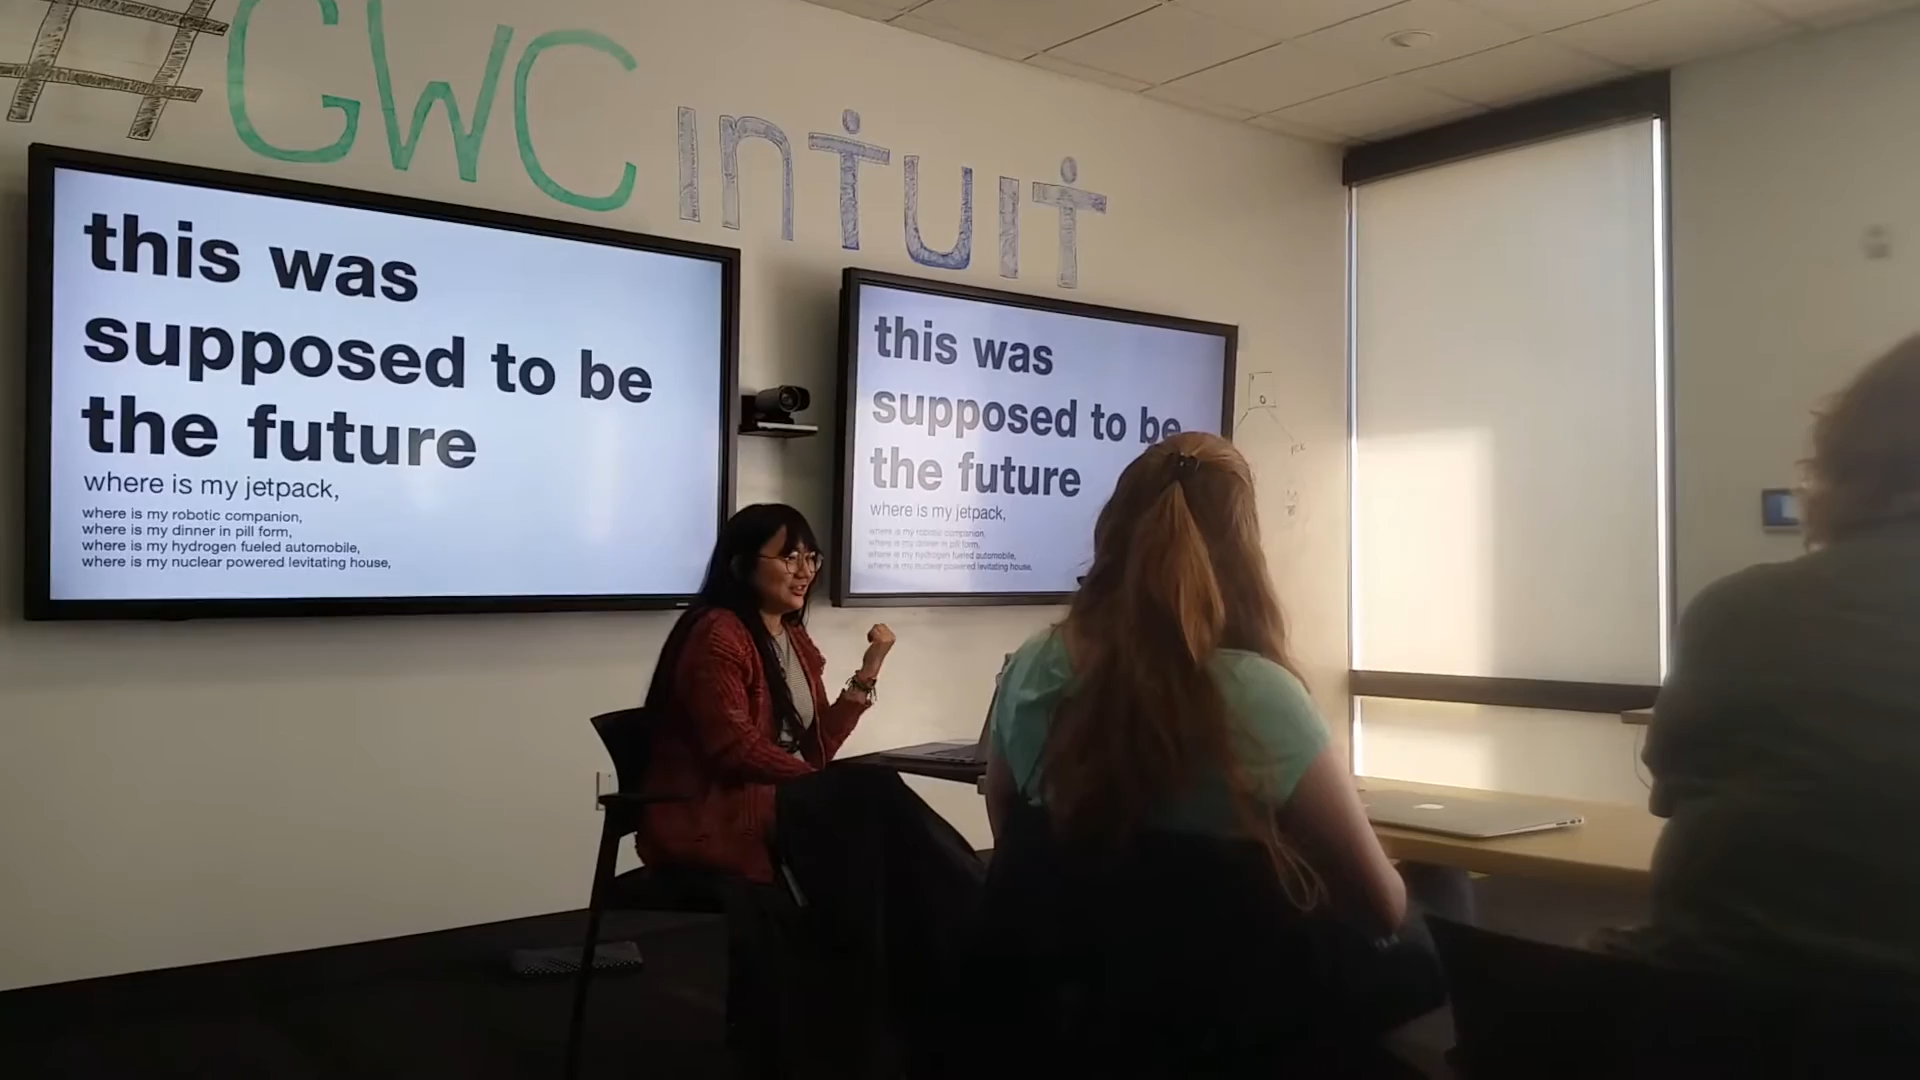 #GWC intuit
this was
supposed to be
the future
where is my jetpack,
where is my robotic companion,
where is my dinner in pill form,
where is my hydrogen fueled automobile,
where is my nuclear powered levitating house,
this was
supposed to be
the future
where is my jetpack,
where is my robotic companion,
where is my dinner in pill form,
where is my hydrogen fueled automobile,
where is my nuclear powered levitating house,